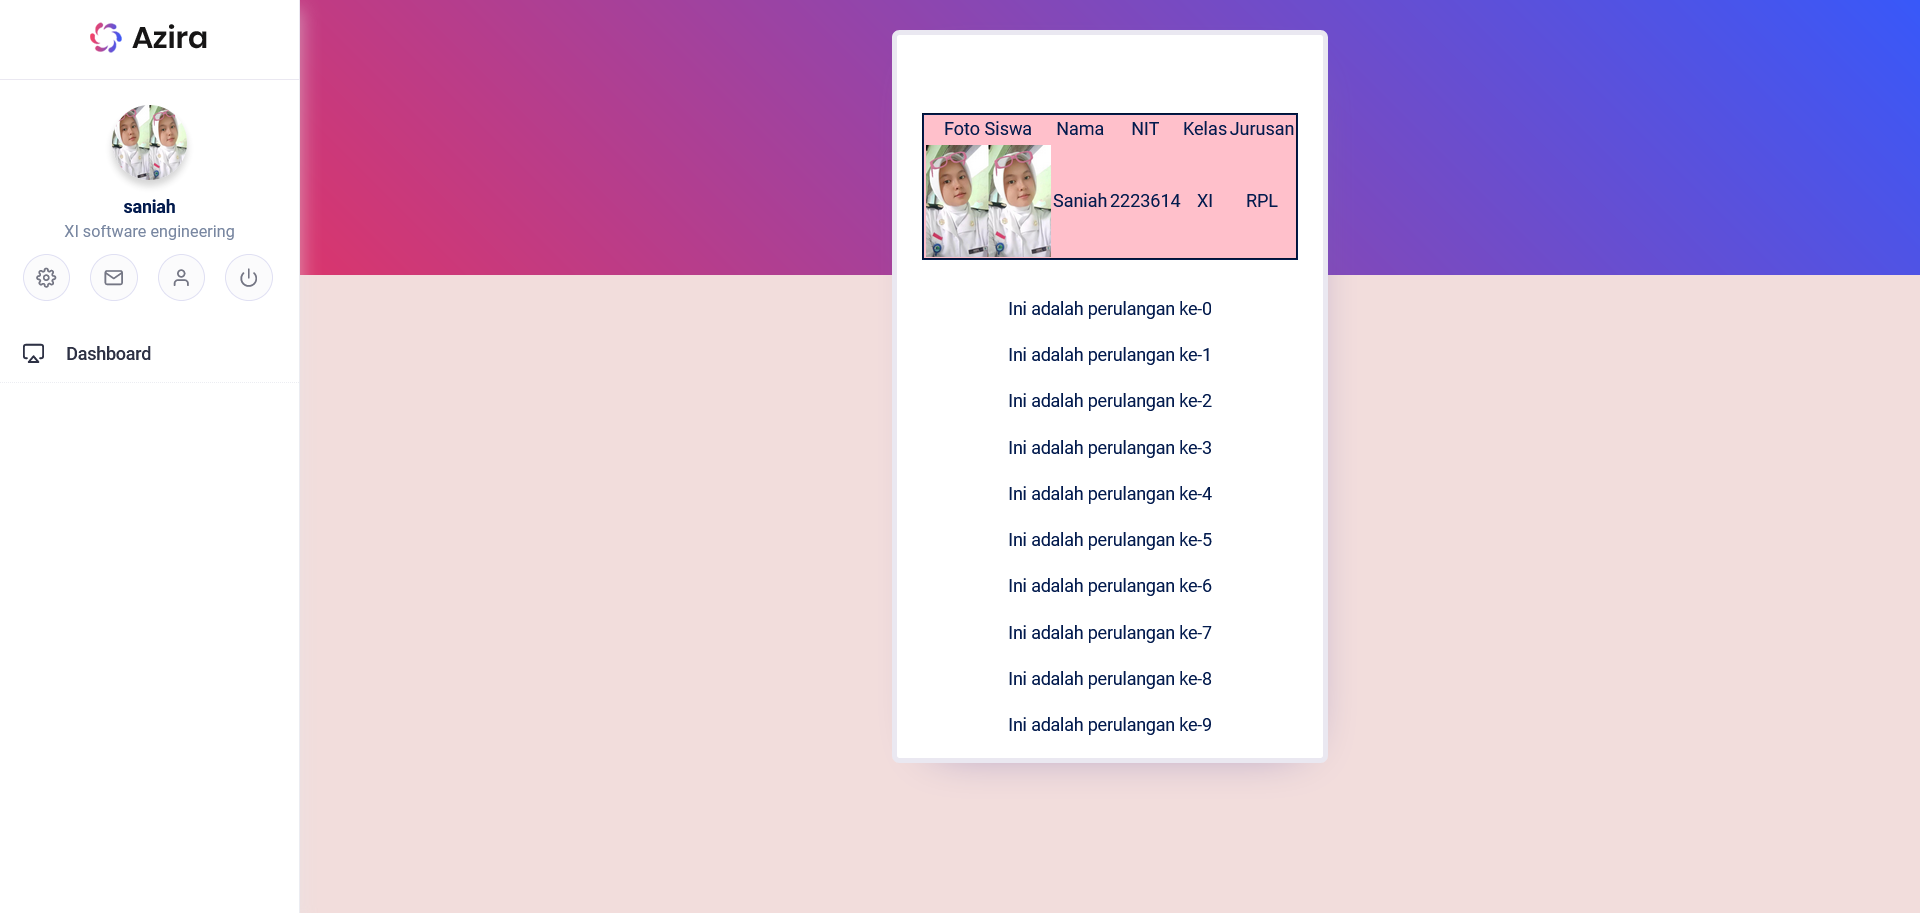 Azira
saniah
XI software engineering
Dashboard
Foto Siswa Nama NIT Kelas Jurusan
Saniah 2223614 XI RPL
Ini adalah perulangan ke-0
Ini adalah perulangan ke-1
Ini adalah perulangan ke-2
Ini adalah perulangan ke-3
Ini adalah perulangan ke-4
Ini adalah perulangan ke-5
Ini adalah perulangan ke-6
Ini adalah perulangan ke-7
Ini adalah perulangan ke-8
Ini adalah perulangan ke-9